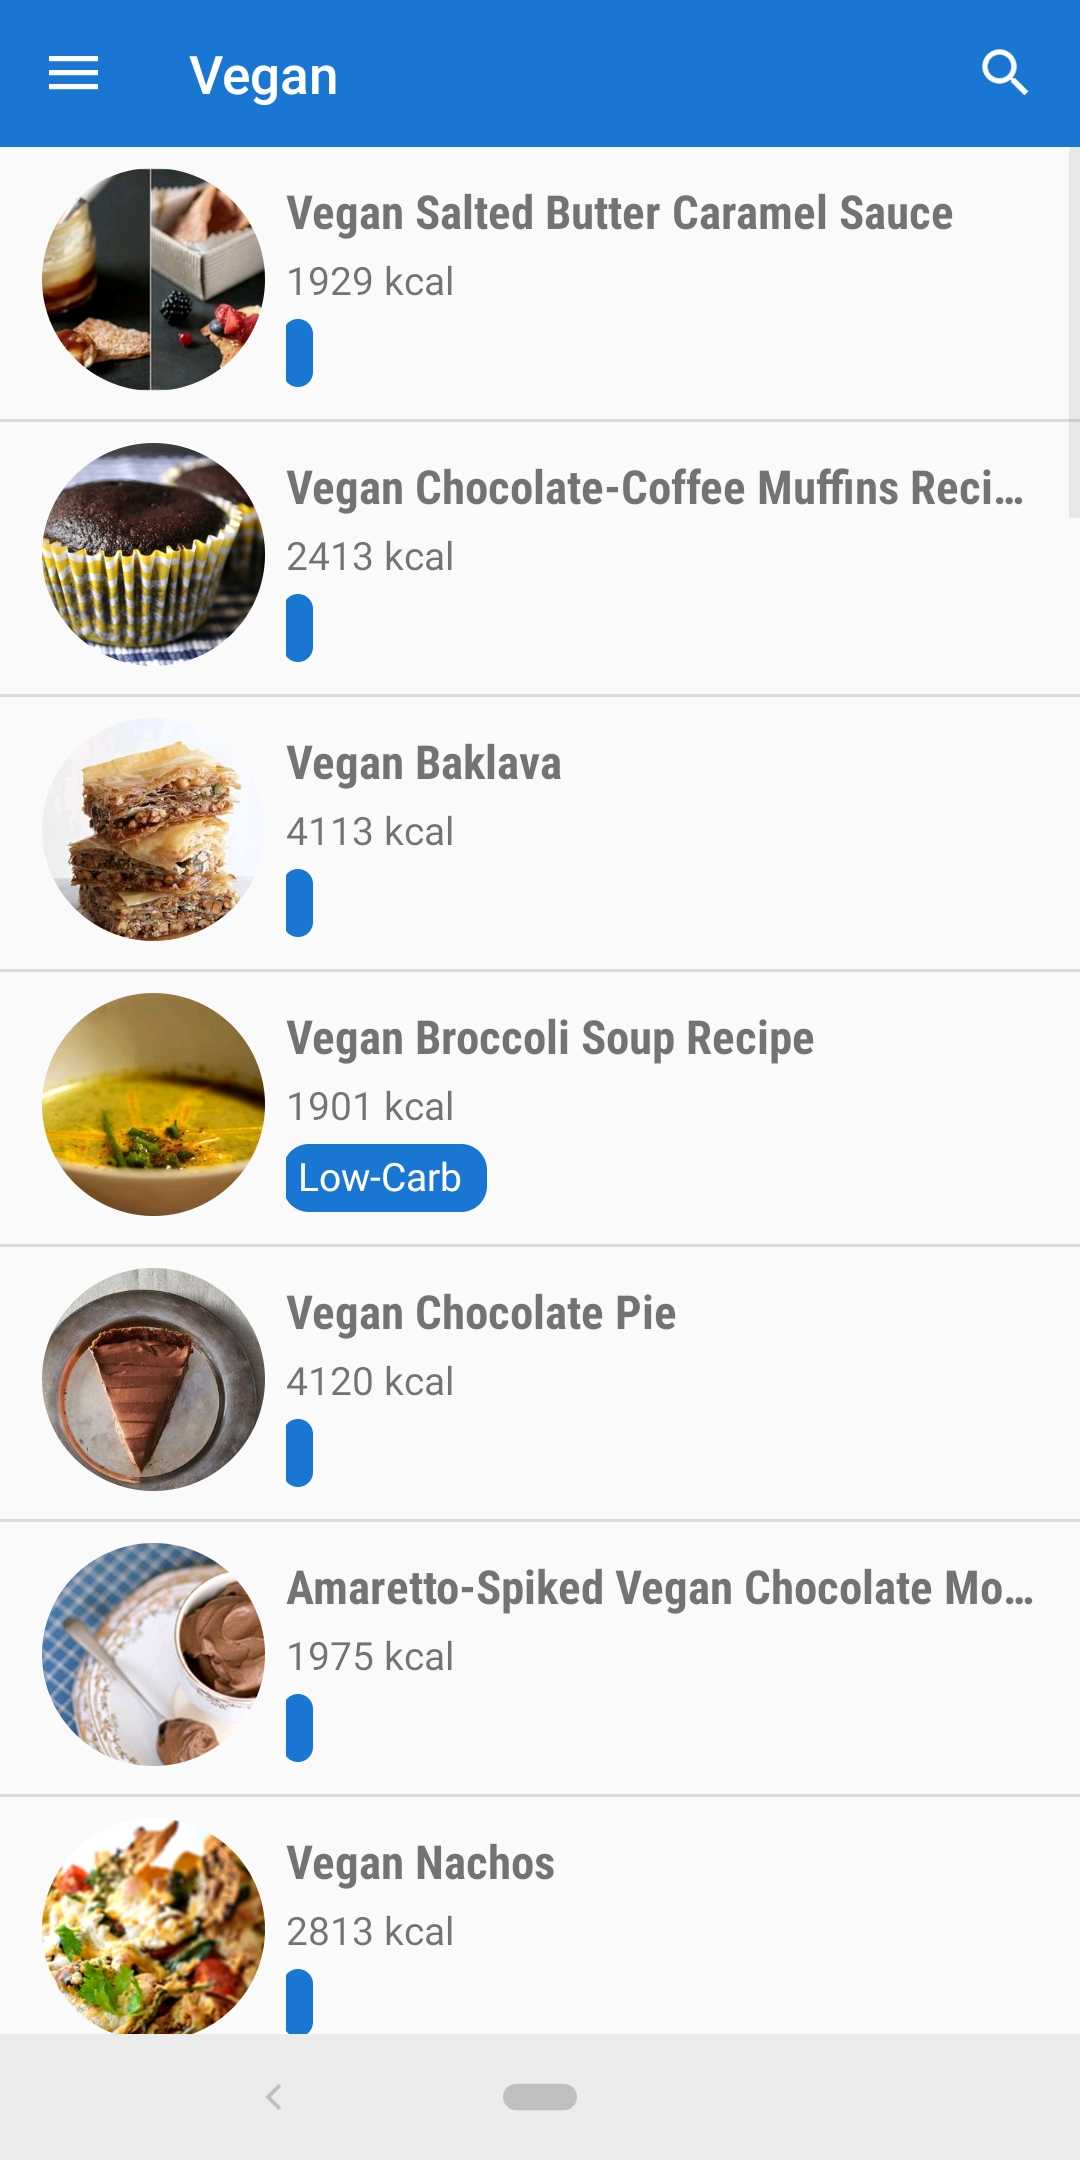 Vegan
Vegan Salted Butter Caramel Sauce
1929 kcal
Vegan Chocolate-Coffee Muffins Reci...
2413 kcal
Vegan Baklava
4113 kcal
Vegan Broccoli Soup Recipe
1901 kcal
Low-Carb
Vegan Chocolate Pie
4120 kcal
Amaretto-Spiked Vegan Chocolate Mo...
1975 kcal
Vegan Nachos
2813 kcal